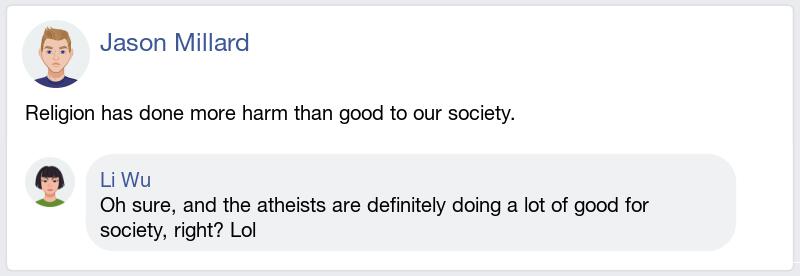 Jason Millard
Religion has done more harm than good to our society.
Li Wu
Oh sure, and the atheists are definitely doing a lot of good for
society, right? Lol